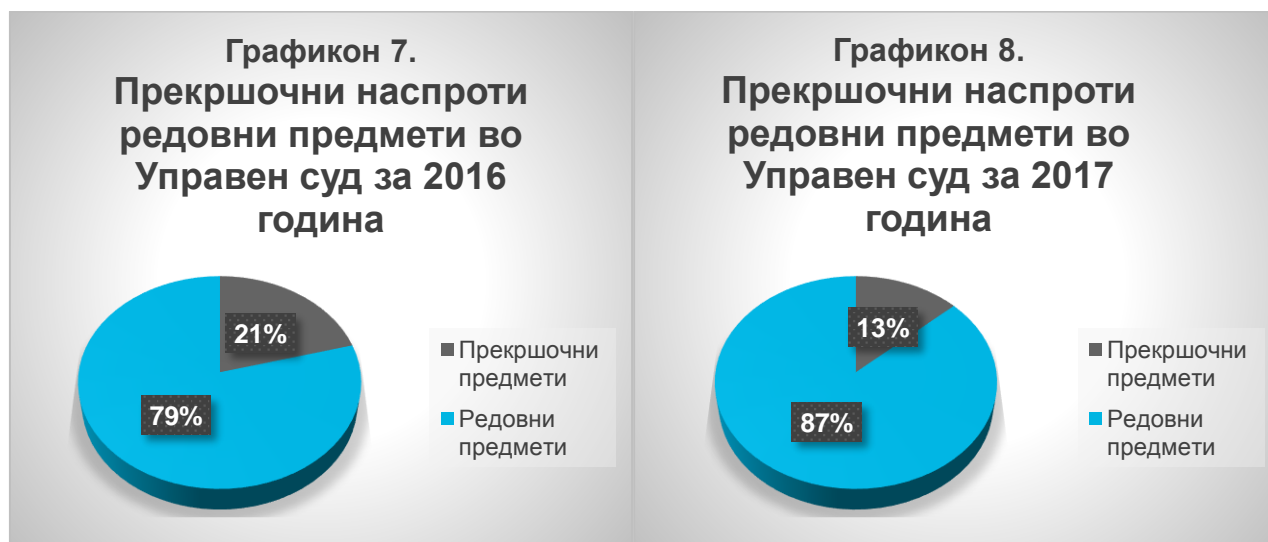 Графикон 7.
Прекршочни наспроти
редовни предмети во
Управен суд за 2016
година
21%
79%
Прекршочни
предмети
Редовни
предмети
Графикон 8.
Прекршочни наспроти
редовни предмети во
Управен суд за 2017
година
13%
87%
Прекршочни
предмети
Редовни
предмети